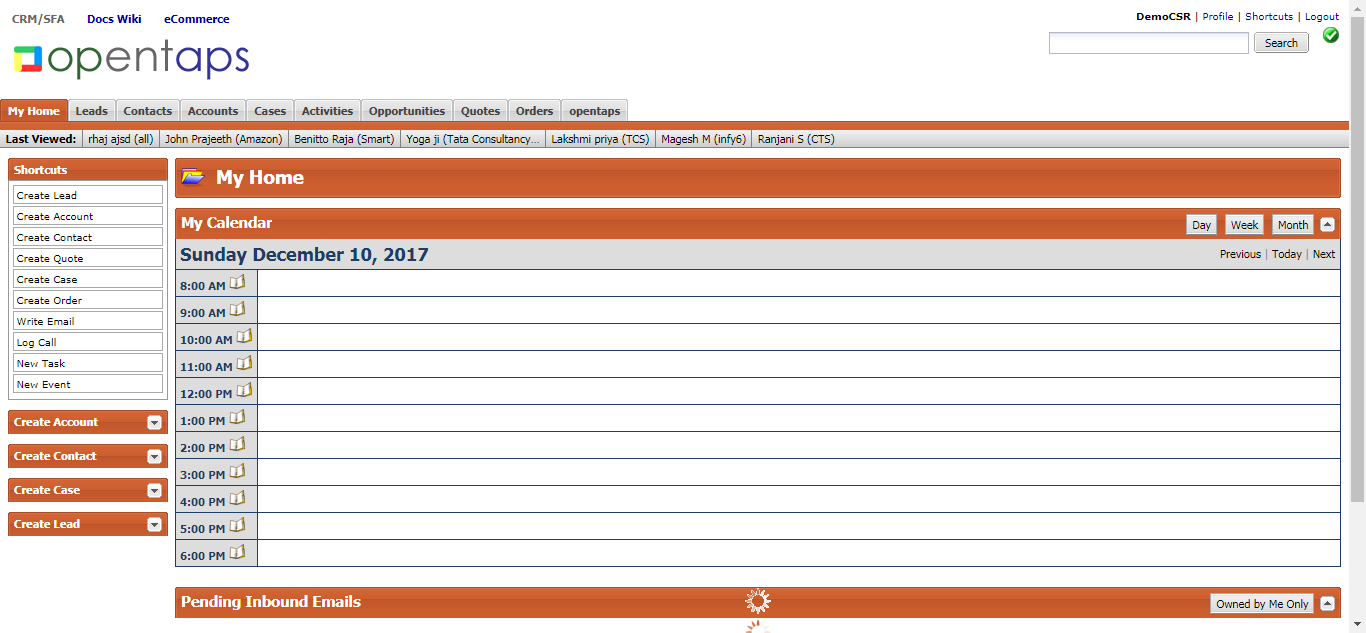 CRM/SFA Docs Wiki eCommerce
DemoCSR | Profile | Shortcuts | Logout
opentaps
Search
My Home Leads Contacts Accounts Cases Activities Opportunities Quotes Orders opentaps
Last Viewed: rhaj ajsd (all) John Prajeeth (Amazon) Benitto Raja (Smart) Yoga ji (Tata Consultancy... Lakshmi priya (TCS) Magesh M (infy6) Ranjani S (CTS)
Shortcuts
Create Lead
Create Account
Create Contact
Create Quote
Create Case
Create Order
Write Email
Log Call
New Task
New Event
Create Account
Create Contact
Create Case
Create Lead
My Home
My Calendar Day Week Month
Sunday December 10, 2017 Previous | Today | Next
8:00 AM
9:00 AM
10:00 AM
11:00 AM
12:00 PM
1:00 PM
2:00 PM
3:00 PM
4:00 PM
5:00 PM
6:00 PM
Pending Inbound Emails Owned by Me Only